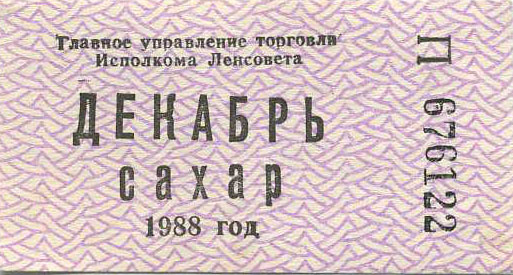 Главное управление торговли
Исполкома Ленсовета
ДЕКАБРЬ
сахар
1988 год
П 676122